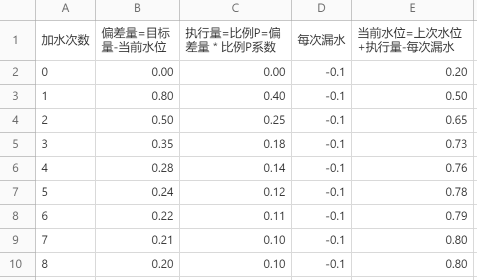 A B C D E
1 加水次数 偏差量=目标量-当前水位 执行量=比例P=偏差量 * 比例P系数 每次漏水 当前水位=上次水位+执行量-每次漏水
2 0 0.00 0.00 -0.1 0.20
3 1 0.80 0.40 -0.1 0.50
4 2 0.50 0.25 -0.1 0.65
5 3 0.35 0.18 -0.1 0.73
6 4 0.28 0.14 -0.1 0.76
7 5 0.24 0.12 -0.1 0.78
8 6 0.22 0.11 -0.1 0.79
9 7 0.21 0.10 -0.1 0.80
10 8 0.20 0.10 -0.1 0.80